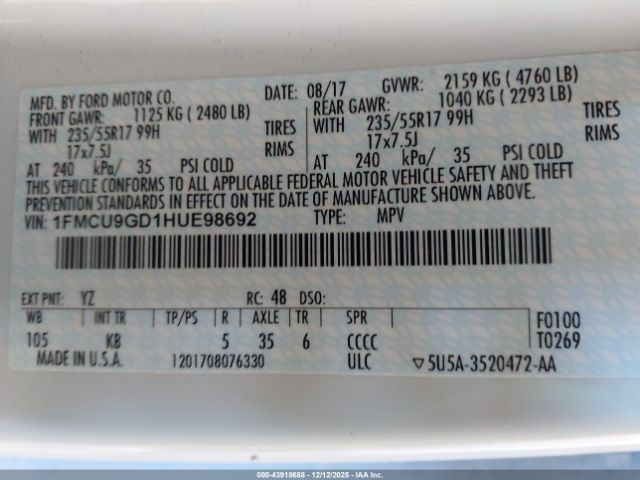 MFD. BY FORD MOTOR CO. DATE: 08/17 GVWR: 2159 KG ( 4760 LB)
FRONT GAWR: 1125 KG ( 2480 LB) REAR GAWR: 1040 KG ( 2293 LB)
WITH 235/55R17 99H TIRES WITH 235/55R17 99H TIRES
17x7.5J RIMS 17x7.5J RIMS
AT 240 kPa/ 35 PSI COLD AT 240 kPa/ 35 PSI COLD
THIS VEHICLE CONFORMS TO ALL APPLICABLE FEDERAL MOTOR VEHICLE SAFETY AND THEFT
PREVENTION STANDARDS IN EFFECT ON THE DATE OF MANUFACTURE SHOWN ABOVE.
VIN: 1FMCU9GD1HUE98692 TYPE: MPV
EXT PNT: YZ RC: 48 DSO:
WB INT TR TP/PS R AXLE TR SPR F0100
105 KB 5 35 6 CCCC T0269
MADE IN U.S.A. 1201708076330 ULC ▽5U5A-3520472-AA
000-43918688 - 12/12/2025 - IAA Inc.